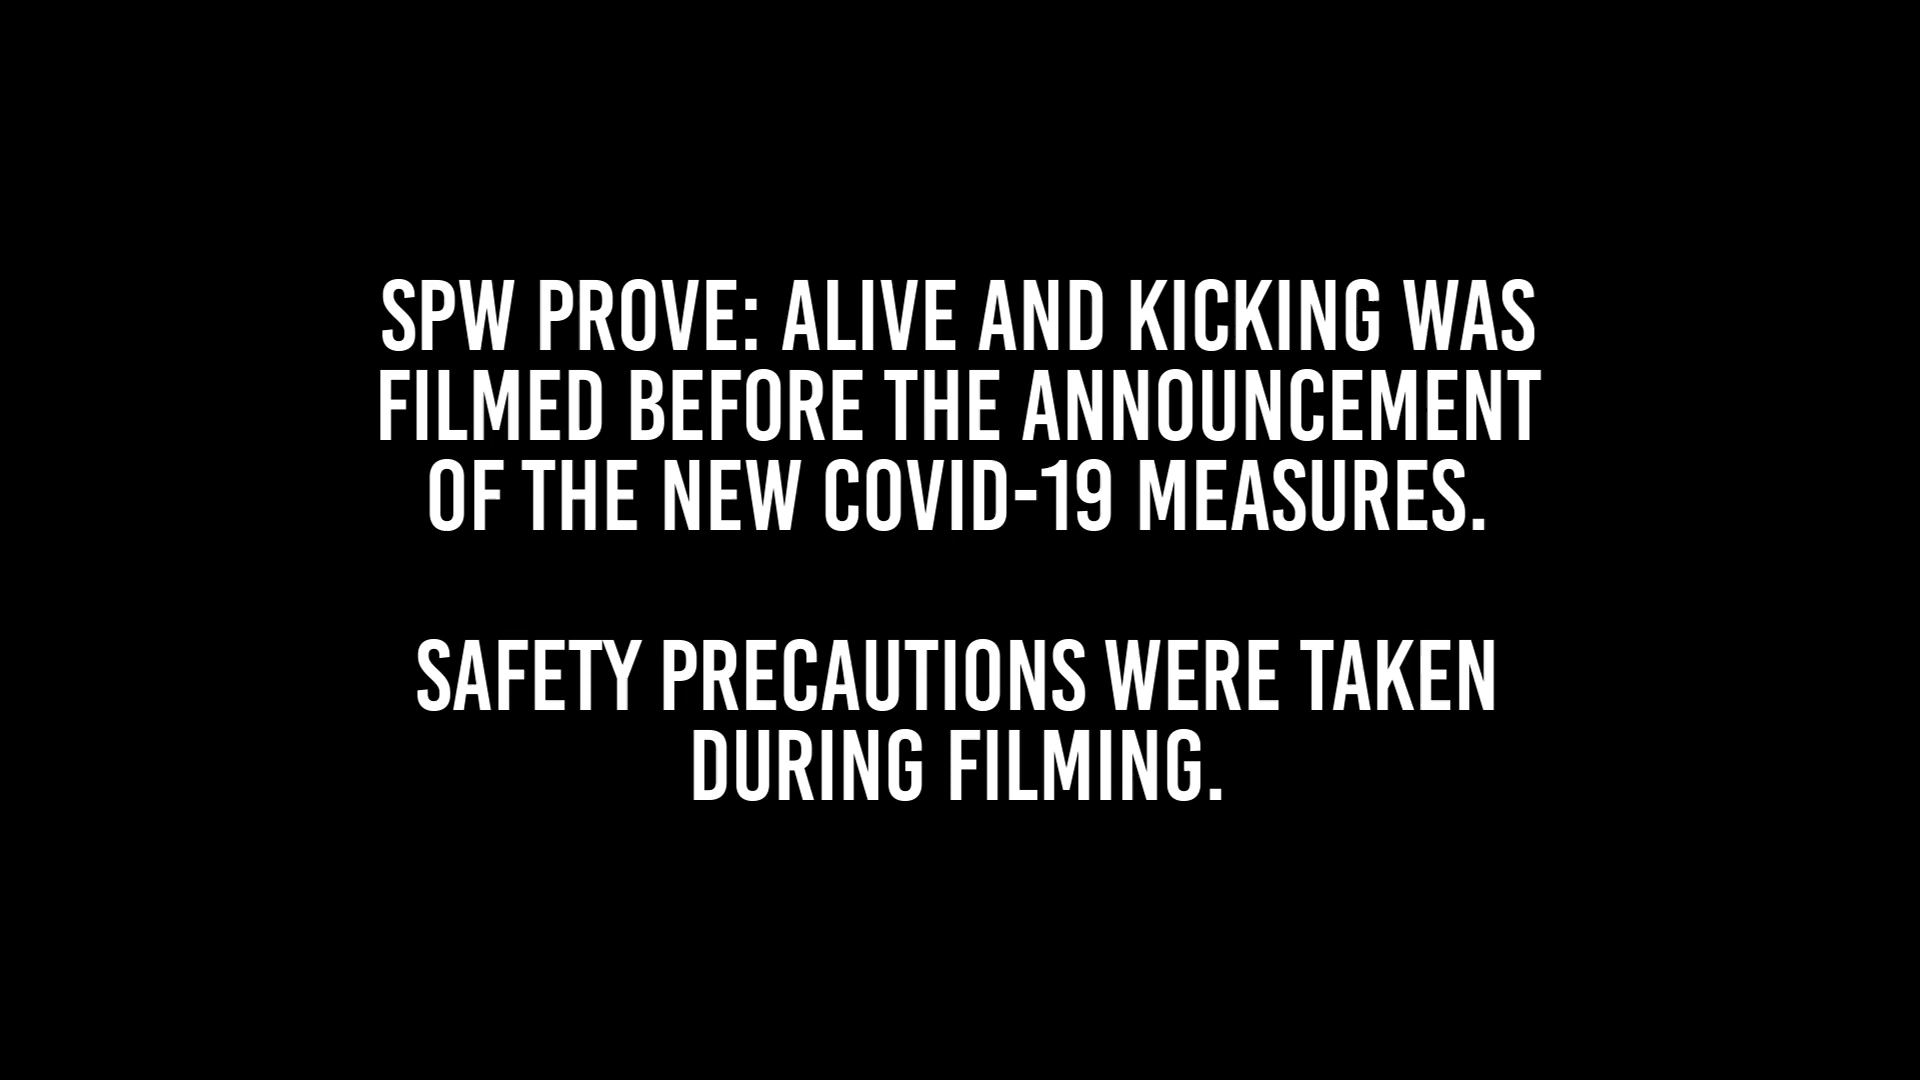 SPW PROVE: ALIVE AND KICKING WAS
FILMED BEFORE THE ANNOUNCEMENT
OF THE NEW COVID-19 MEASURES.
SAFETY PRECAUTIONS WERE TAKEN
DURING FILMING.